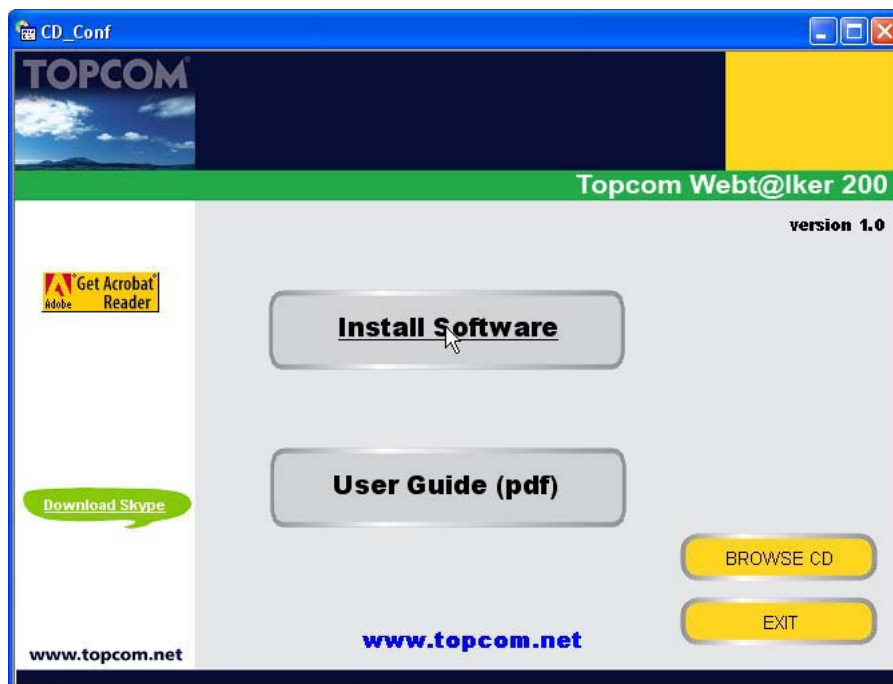 CD_Conf
TOPCOM®
Topcom Webt@lker 200
version 1.0
Get Acrobat®
Adobe Reader
Install Software
User Guide (pdf)
Download Skype
BROWSE CD
EXIT
www.topcom.net
www.topcom.net